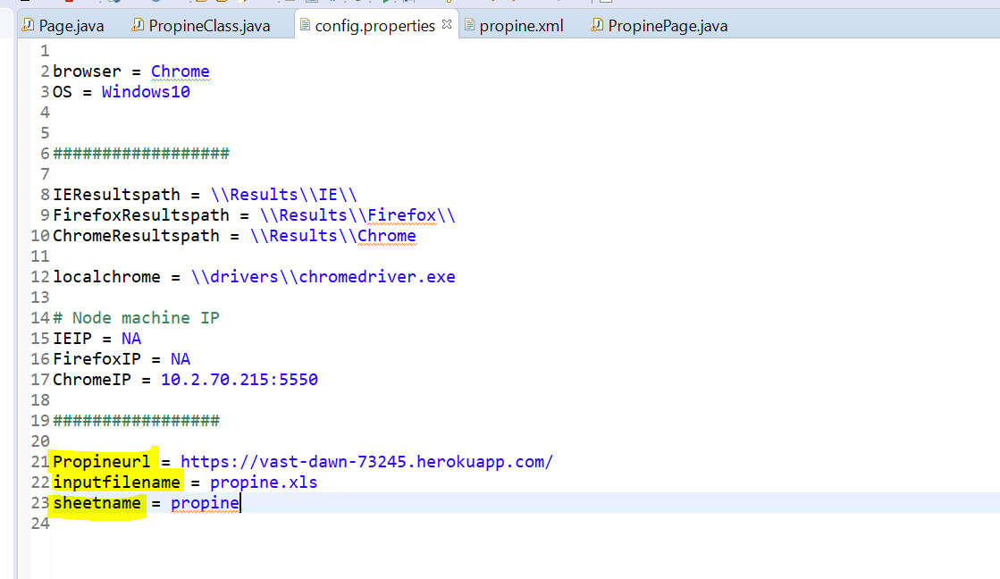 Page.java PropineClass.java config.properties propine.xml PropinePage.java
1
2 browser = Chrome
3 OS = Windows10
4
5
6 ##################
7
8 IEResultspath = \\Results\\IE\\
9 FirefoxResultspath = \\Results\\Firefox\\
10 ChromeResultspath = \\Results\\Chrome
11
12 localchrome = \\drivers\\chromedriver.exe
13
14 # Node machine IP
15 IEIP = NA
16 FirefoxIP = NA
17 ChromeIP = 10.2.70.215:5550
18
19 #################
20
21 Propineurl = https://vast-dawn-73245.herokuapp.com/
22 inputfilename = propine.xls
23 sheetname = propine
24